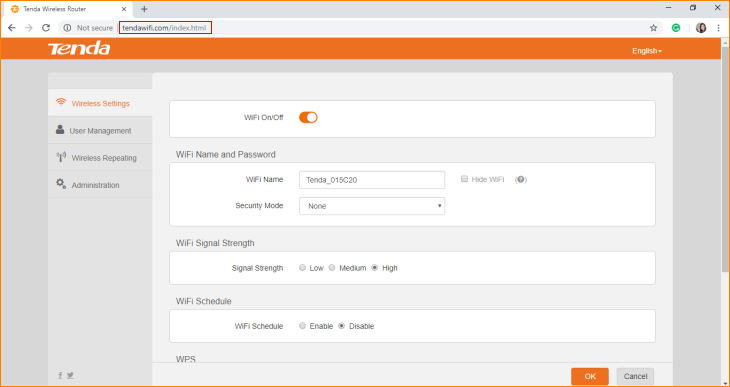 Tenda Wireless Router
Not secure
tendawifi.com/index.html
Tenda
English
Wireless Settings
User Management
Wireless Repeating
Administration
WiFi On/Off
WiFi Name and Password
WiFi Name Tenda_015C20 Hide WiFi (?)
Security Mode None
WiFi Signal Strength
Signal Strength Low Medium High
WiFi Schedule
WiFi Schedule Enable Disable
WPS
OK Cancel